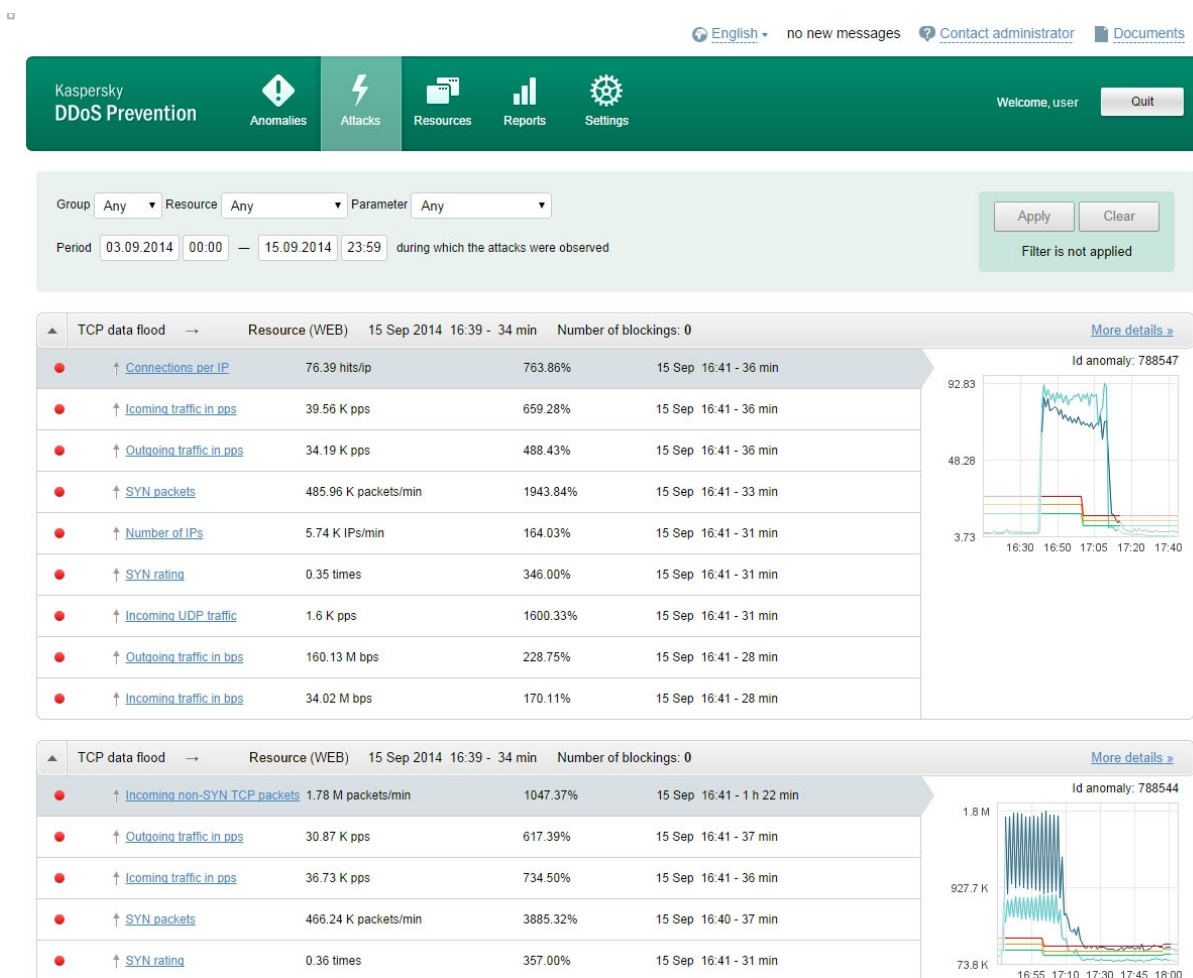 English no new messages Contact administrator Documents
Kaspersky
DDoS Prevention
Anomalies Attacks Resources Reports Settings
Welcome, user Quit
Group Any Resource Any Parameter Any
Apply Clear
Period 03.09.2014 00:00 — 15.09.2014 23:59 during which the attacks were observed
Filter is not applied
TCP data flood → Resource (WEB) 15 Sep 2014 16:39 - 34 min Number of blockings: 0 More details »
Id anomaly: 788547
↑ Connections per IP 76.39 hits/ip 763.86% 15 Sep 16:41 - 36 min
↑ Icoming traffic in pps 39.56 K pps 659.28% 15 Sep 16:41 - 36 min
↑ Outgoing traffic in pps 34.19 K pps 488.43% 15 Sep 16:41 - 36 min
↑ SYN packets 485.96 K packets/min 1943.84% 15 Sep 16:41 - 33 min
↑ Number of IPs 5.74 K IPs/min 164.03% 15 Sep 16:41 - 31 min
↑ SYN rating 0.35 times 346.00% 15 Sep 16:41 - 31 min
↑ Incoming UDP traffic 1.6 K pps 1600.33% 15 Sep 16:41 - 31 min
↑ Outgoing traffic in bps 160.13 M bps 228.75% 15 Sep 16:41 - 28 min
↑ Incoming traffic in bps 34.02 M bps 170.11% 15 Sep 16:41 - 28 min
92.83
48.28
3.73
16:30 16:50 17:05 17:20 17:40
TCP data flood → Resource (WEB) 15 Sep 2014 16:39 - 34 min Number of blockings: 0 More details »
Id anomaly: 788544
↑ Incoming non-SYN TCP packets 1.78 M packets/min 1047.37% 15 Sep 16:41 - 1 h 22 min
↑ Outgoing traffic in pps 30.87 K pps 617.39% 15 Sep 16:41 - 37 min
↑ Icoming traffic in pps 36.73 K pps 734.50% 15 Sep 16:41 - 36 min
↑ SYN packets 466.24 K packets/min 3885.32% 15 Sep 16:40 - 37 min
↑ SYN rating 0.36 times 357.00% 15 Sep 16:41 - 31 min
1.8 M
927.7 K
73.8 K
16:55 17:10 17:30 17:45 18:00